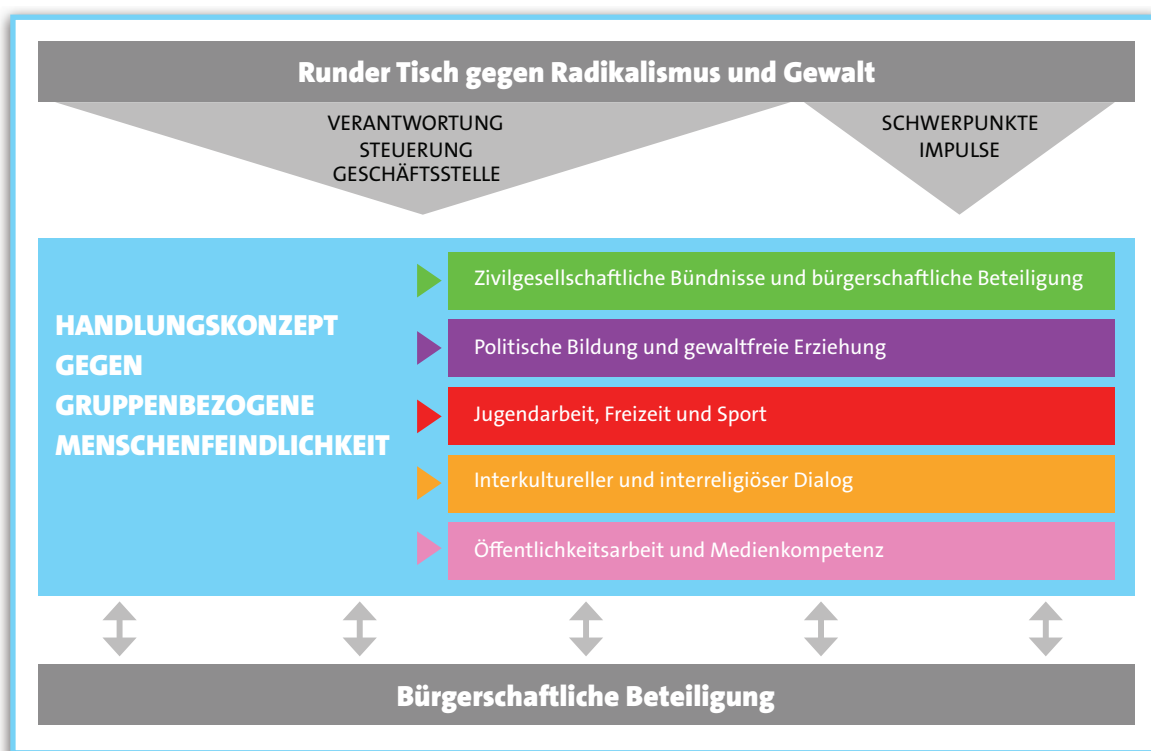 Runder Tisch gegen Radikalismus und Gewalt
VERANTWORTUNG
STEUERUNG
GESCHÄFTSSTELLE
SCHWERPUNKTE
IMPULSE
HANDLUNGSKONZEPT
GEGEN
GRUPPENBEZOGENE
MENSCHENFEINDLICHKEIT
Zivilgesellschaftliche Bündnisse und bürgerschaftliche Beteiligung
Politische Bildung und gewaltfreie Erziehung
Jugendarbeit, Freizeit und Sport
Interkultureller und interreligiöser Dialog
Öffentlichkeitsarbeit und Medienkompetenz
Bürgerschaftliche Beteiligung